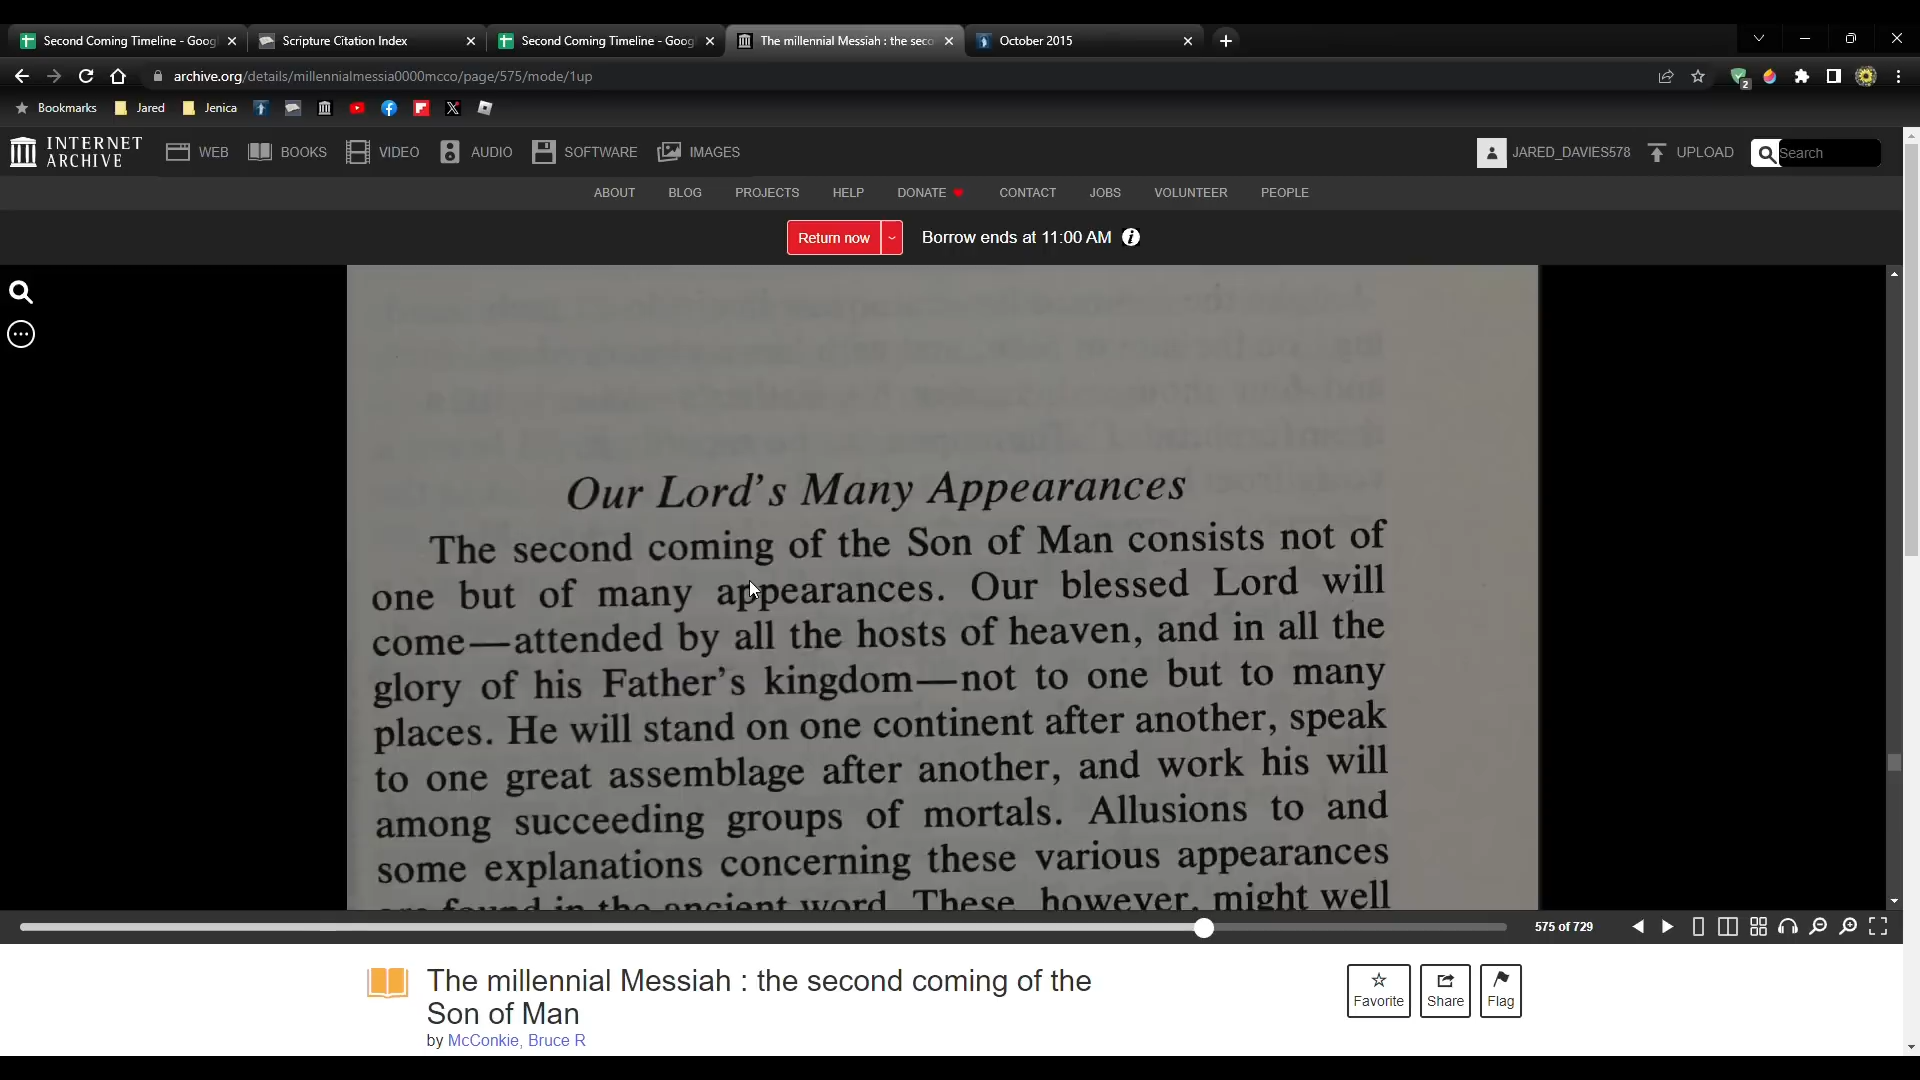 Second Coming Timeline - Goog
Scripture Citation Index
Second Coming Timeline - Goog
The millennial Messiah : the seco
October 2015
archive.org/details/millennialmessia0000mcco/page/575/mode/1up
2
Bookmarks
Jared
Jenica
INTERNET
ARCHIVE
WEB
BOOKS
VIDEO
AUDIO
SOFTWARE
IMAGES
JARED_DAVIES578
UPLOAD
Search
ABOUT
BLOG
PROJECTS
HELP
DONATE
CONTACT
JOBS
VOLUNTEER
PEOPLE
Return now
Borrow ends at 11:00 AM
Our Lord's Many Appearances
The second coming of the Son of Man consists not of
one but of many appearances. Our blessed Lord will
come—attended by all the hosts of heaven, and in all the
glory of his Father's kingdom—not to one but to many
places. He will stand on one continent after another, speak
to one great assemblage after another, and work his will
among succeeding groups of mortals. Allusions to and
some explanations concerning these various appearances
are found in the ancient word. These, however, might well
575 of 729
The millennial Messiah : the second coming of the
Son of Man
by McConkie, Bruce R
Favorite
Share
Flag